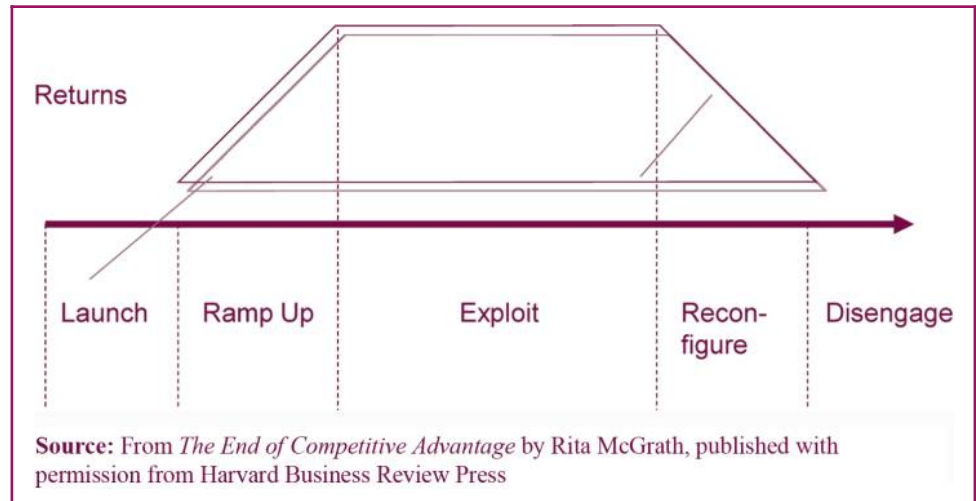 Returns
Launch
Ramp Up
Exploit
Recon-
figure
Disengage
Source: From The End of Competitive Advantage by Rita McGrath, published with
permission from Harvard Business Review Press